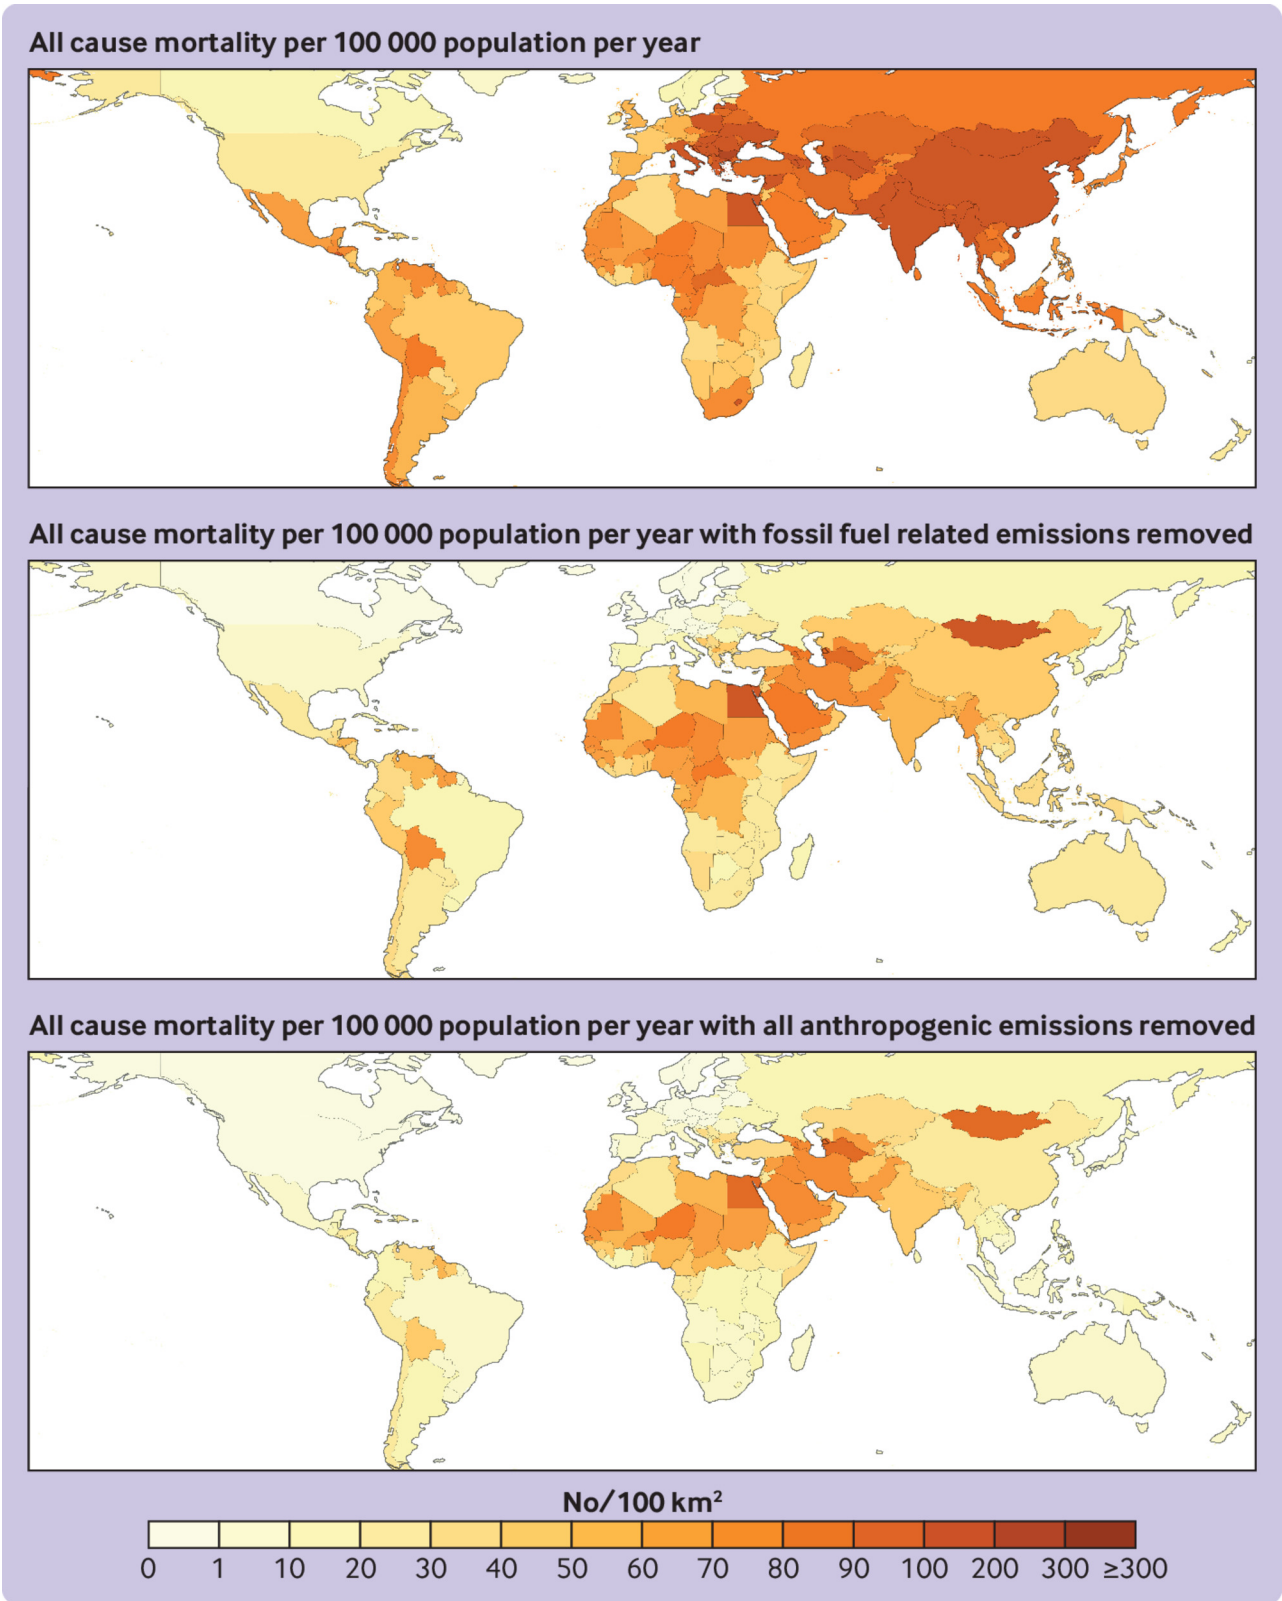 All cause mortality per 100 000 population per year
All cause mortality per 100 000 population per year with fossil fuel related emissions removed
All cause mortality per 100 000 population per year with all anthropogenic emissions removed
No/100 km²
0 1 10 20 30 40 50 60 70 80 90 100 200 300 ≥300